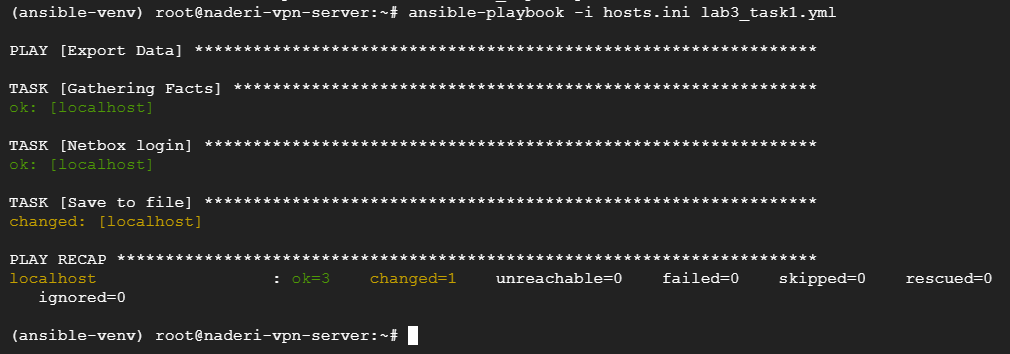 (ansible-venv) root@naderi-vpn-server:~# ansible-playbook -i hosts.ini lab3_task1.yml
PLAY [Export Data] ****************************************************************
TASK [Gathering Facts] ************************************************************
ok: [localhost]
TASK [Netbox login] ***************************************************************
ok: [localhost]
TASK [Save to file] ***************************************************************
changed: [localhost]
PLAY RECAP ************************************************************************
localhost                  : ok=3    changed=1    unreachable=0    failed=0    skipped=0    rescued=0
   ignored=0
(ansible-venv) root@naderi-vpn-server:~#